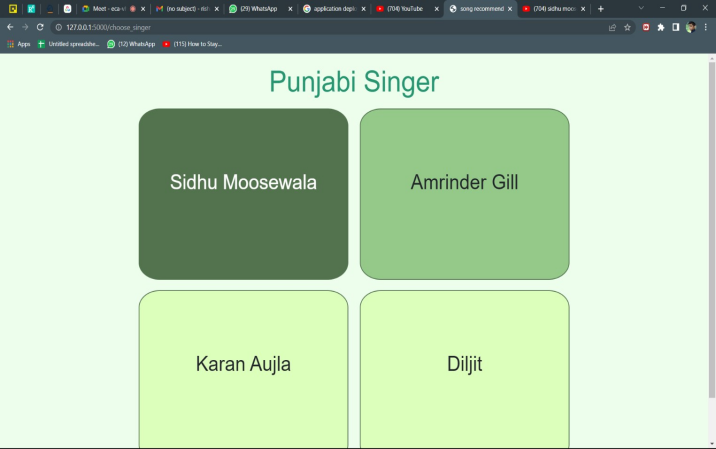 Meet - eca-vi
(no subject) - rish
(29) WhatsApp
application depl
(704) YouTube
song recommend
(704) sidhu moos
127.0.0.1:5000/choose_singer
Apps
Untitled spreadshe...
(12) WhatsApp
(115) How to Stay...
Punjabi Singer
Sidhu Moosewala
Amrinder Gill
Karan Aujla
Diljit